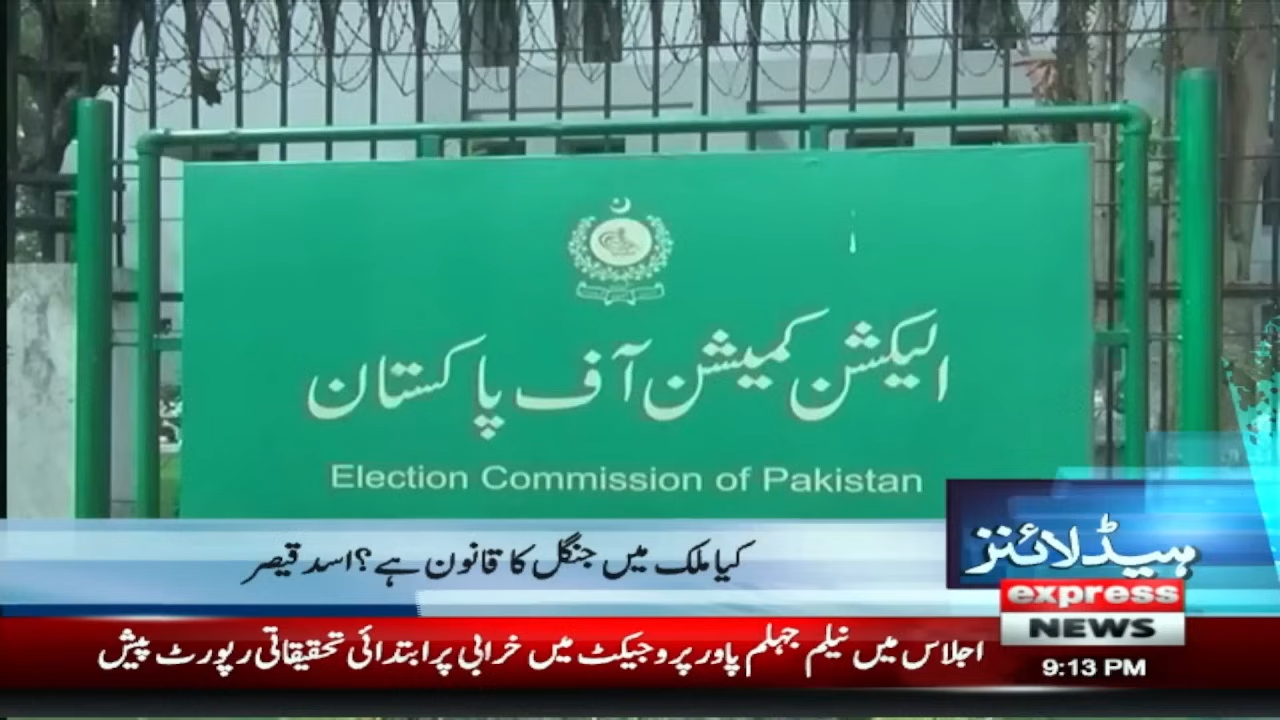 الیکشن کمیشن آف پاکستان
Election Commission of Pakistan
ہیڈلائنز
کیا ملک میں جنگل کا قانون ہے؟ اسد قیصر
express
NEWS
اجلاس میں نیلم جہلم پاور پروجیکٹ میں خرابی پر ابتدائی تحقیقاتی رپورٹ پیش
9:13 PM